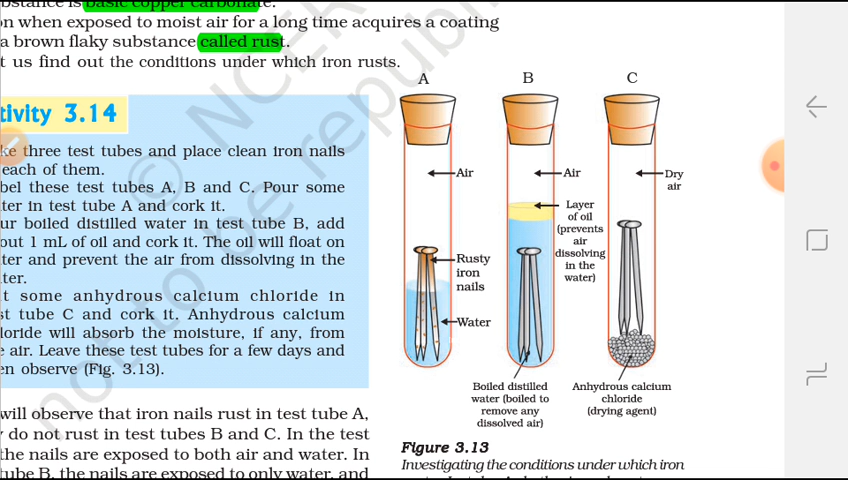 bstance is basic copper carbonate.
n when exposed to moist air for a long time acquires a coating
a brown flaky substance called rust.
t us find out the conditions under which iron rusts.
tivity 3.14
ke three test tubes and place clean iron nails
each of them.
bel these test tubes A, B and C. Pour some
ter in test tube A and cork it.
ur boiled distilled water in test tube B, add
out 1 mL of oil and cork it. The oil will float on
ter and prevent the air from dissolving in the
ter.
t some anhydrous calcium chloride in
st tube C and cork it. Anhydrous calcium
loride will absorb the moisture, if any, from
e air. Leave these test tubes for a few days and
en observe (Fig. 3.13).
will observe that iron nails rust in test tube A,
y do not rust in test tubes B and C. In the test
the nails are exposed to both air and water. In
tube B, the nails are exposed to only water, and
A
B
C
Air
Rusty
iron
nails
Water
Air
Layer
of oil
(prevents
air
dissolving
in the
water)
Dry
air
Boiled distilled
water (boiled to
remove any
dissolved air)
Anhydrous calcium
chloride
(drying agent)
Figure 3.13
Investigating the conditions under which iron
© NCER
not to be republi